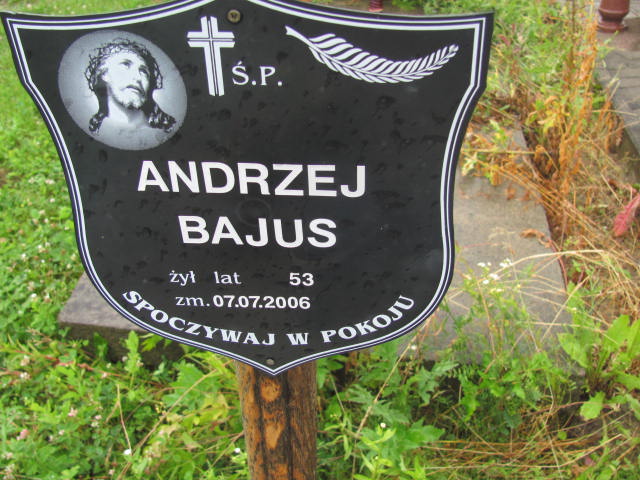 Ś.P.
ANDRZEJ
BAJUS
żył lat 53
zm. 07.07.2006
SPOCZYWAJ W POKOJU